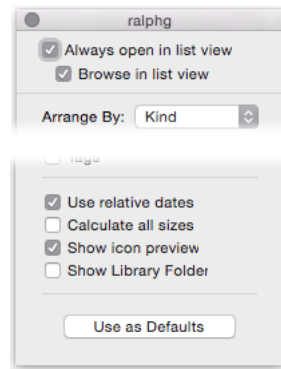 ralphg
Always open in list view
Browse in list view
Arrange By: Kind
Tags
Use relative dates
Calculate all sizes
Show icon preview
Show Library Folder
Use as Defaults